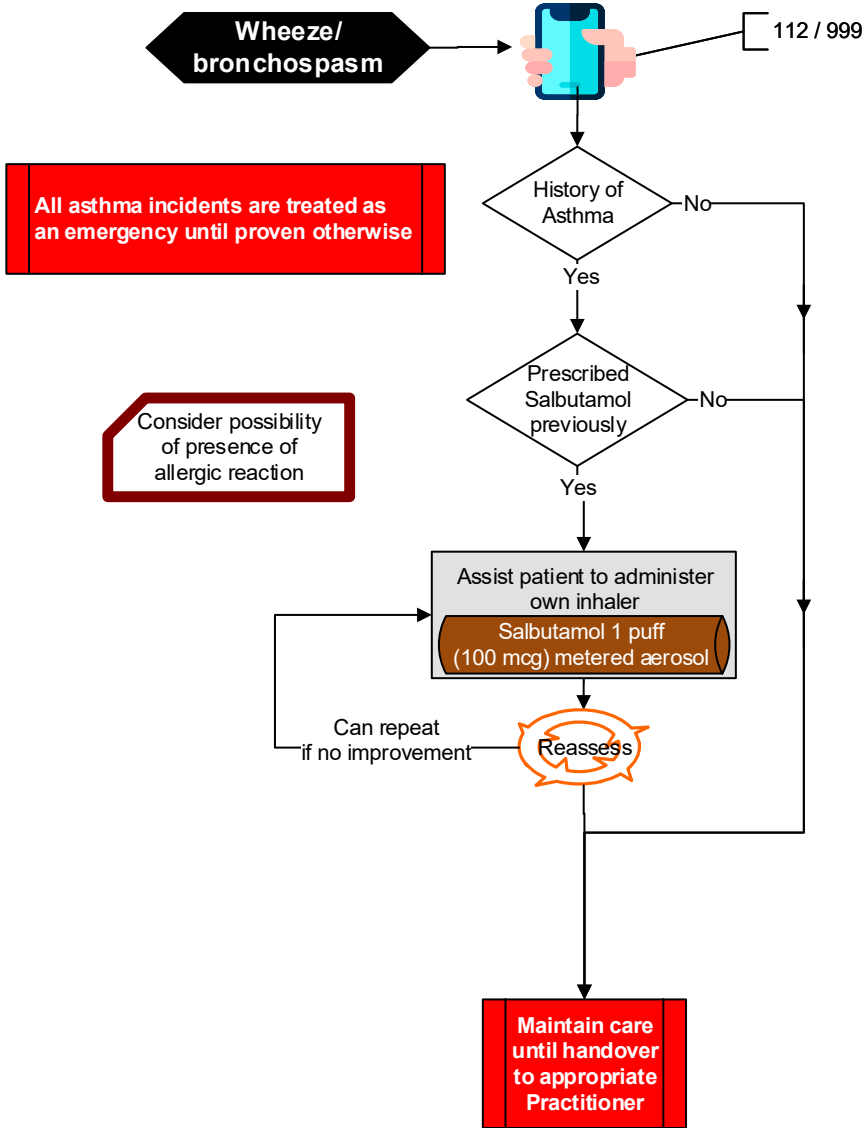 Wheeze/
bronchospasm
112 / 999
All asthma incidents are treated as
an emergency until proven otherwise
History of
Asthma
No
Yes
Prescribed
Salbutamol
previously
No
Yes
Consider possibility
of presence of
allergic reaction
Assist patient to administer
own inhaler
Salbutamol 1 puff
(100 mcg) metered aerosol
Can repeat
if no improvement
Reassess
Maintain care
until handover
to appropriate
Practitioner